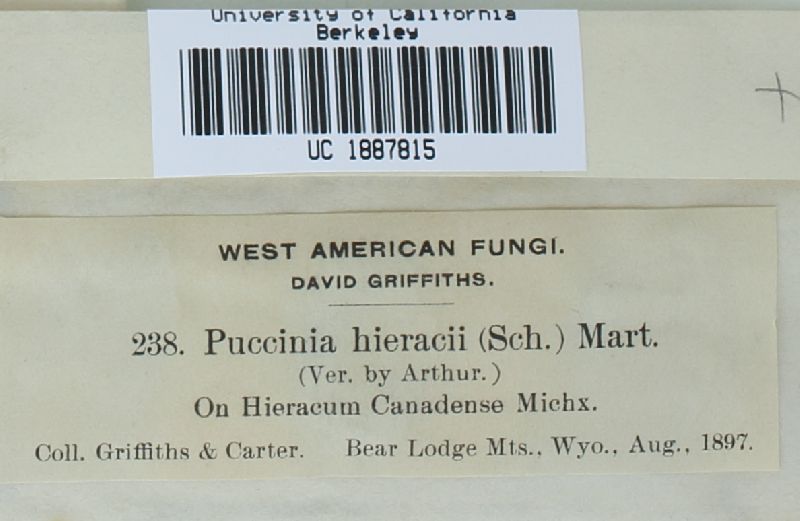 University of California
Berkeley
UC 1887815
WEST AMERICAN FUNGI.
DAVID GRIFFITHS.
238. Puccinia hieracii (Sch.) Mart.
(Ver. by Arthur.)
On Hieracum Canadense Michx.
Coll. Griffiths & Carter. Bear Lodge Mts., Wyo., Aug., 1897.